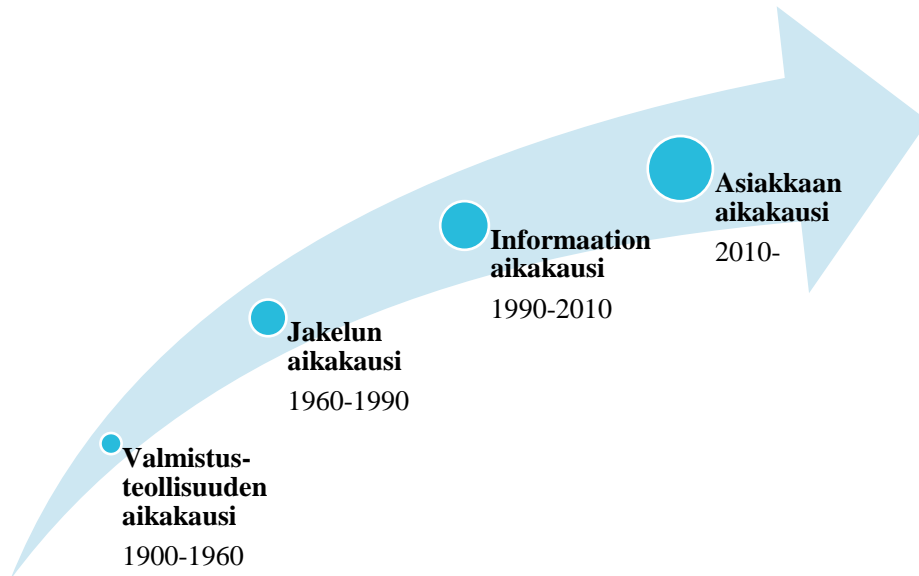 Valmistus-
teollisuuden
aikakausi
1900-1960
Jakelun
aikakausi
1960-1990
Informaation
aikakausi
1990-2010
Asiakkaan
aikakausi
2010-